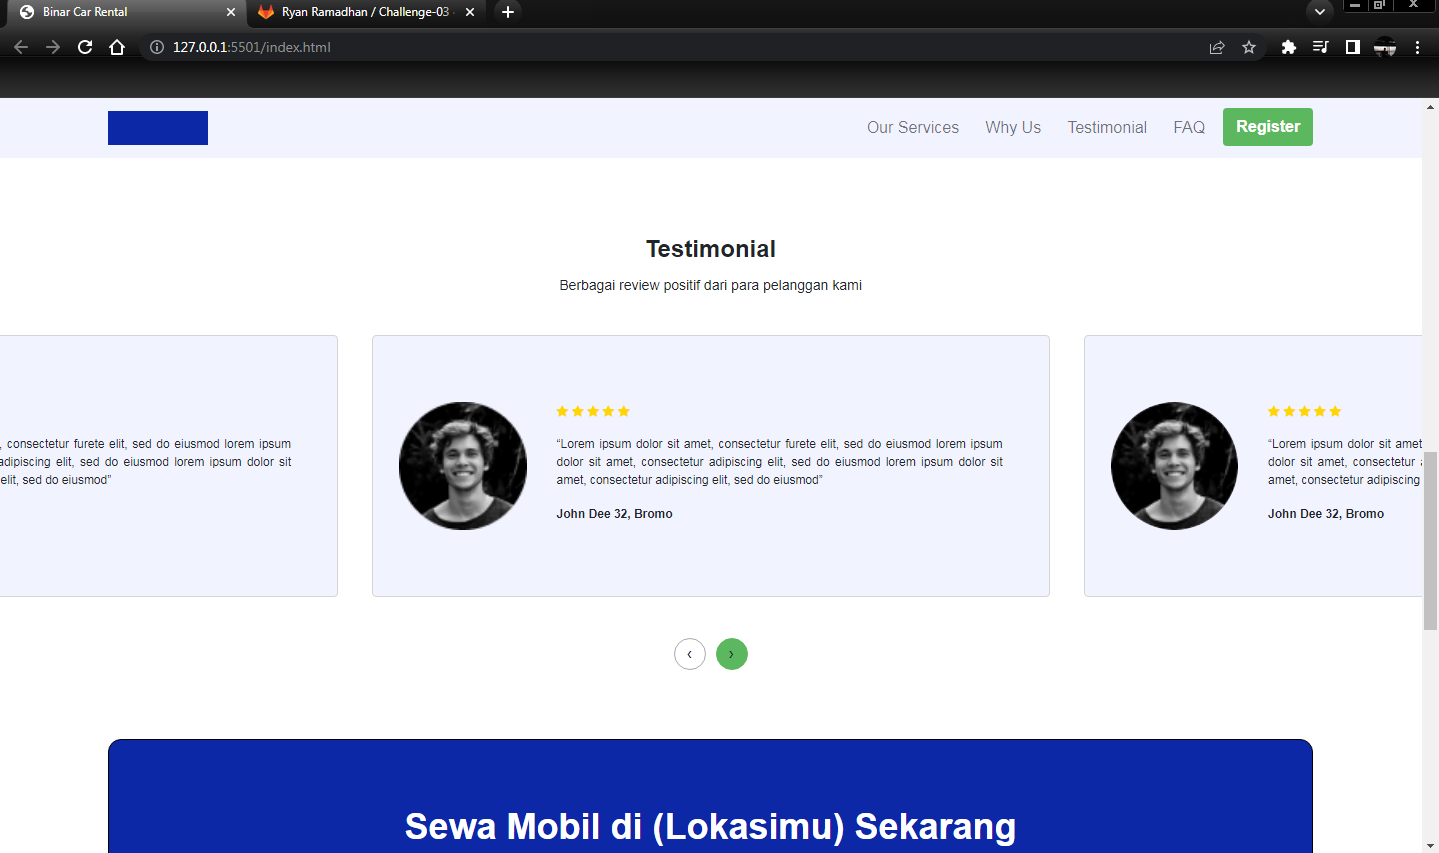 Binar Car Rental
Ryan Ramadhan / Challenge-03
127.0.0.1:5501/index.html
Our Services Why Us Testimonial FAQ Register
Testimonial
Berbagai review positif dari para pelanggan kami
, consectetur furete elit, sed do eiusmod lorem ipsum
adipiscing elit, sed do eiusmod lorem ipsum dolor sit
elit, sed do eiusmod”
“Lorem ipsum dolor sit amet, consectetur furete elit, sed do eiusmod lorem ipsum
dolor sit amet, consectetur adipiscing elit, sed do eiusmod lorem ipsum dolor sit
amet, consectetur adipiscing elit, sed do eiusmod”
John Dee 32, Bromo
“Lorem ipsum dolor sit amet
dolor sit amet, consectetur
amet, consectetur adipiscing
John Dee 32, Bromo
‹ ›
Sewa Mobil di (Lokasimu) Sekarang